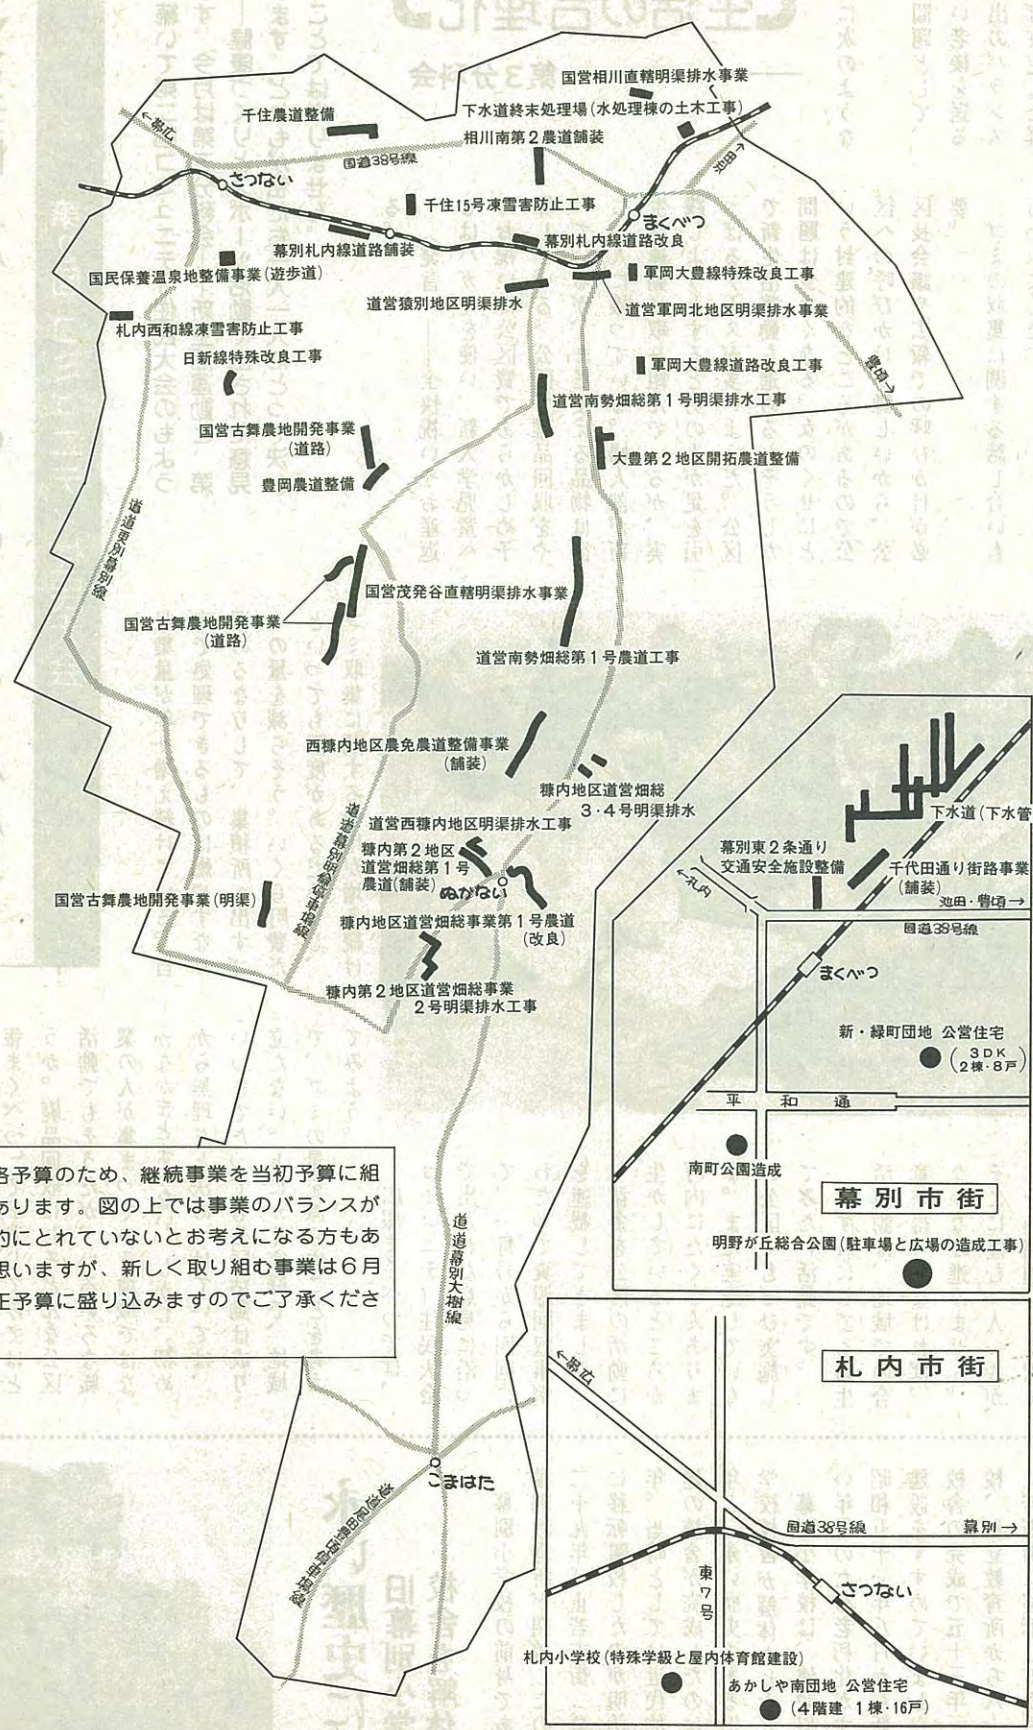 国営相川直轄明渠排水事業
下水道終末処理場(水処理棟の土木工事)
千住農道整備
相川南第2農道舗装
←帯広
国道38号線
池田→
さつない
千住15号凍雪害防止工事
まくべつ
幕別札内線道路舗装
幕別札内線道路改良
国民保養温泉地整備事業(遊歩道)
軍岡大豊線特殊改良工事
道営猿別地区明渠排水
道営軍岡北地区明渠排水事業
札内西和線凍雪害防止工事
日新線特殊改良工事
軍岡大豊線道路改良工事
豊頃→
道営南勢畑総第1号明渠排水工事
国営古舞農地開発事業
(道路)
大豊第2地区開拓農道整備
豊岡農道整備
道道更別幕別線
国営茂発谷直轄明渠排水事業
国営古舞農地開発事業
(道路)
道営南勢畑総第1号農道工事
西糠内地区農免農道整備事業
(舗装)
糠内地区道営畑総
3・4号明渠排水
道営西糠内地区明渠排水工事
糠内第2地区
道営畑総第1号
農道(舗装)
ぬかない
国営古舞農地開発事業(明渠)
糠内地区道営畑総事業第1号農道
(改良)
糠内第2地区道営畑総事業
2号明渠排水工事
各予算のため、継続事業を当初予算に組
あります。図の上では事業のバランスが
的にとれていないとお考えになる方もあ
思いますが、新しく取り組む事業は6月
正予算に盛り込みますのでご了承くださ
道道幕別大樹線
こまはた
下水道(下水管
幕別東2条通り
交通安全施設整備
千代田通り街路事業
(舗装)
←札内
池田・豊頃→
国道38号線
まくべつ
新・緑町団地 公営住宅
(3DK
2棟・8戸)
平和通
南町公園造成
幕別市街
明野が丘総合公園(駐車場と広場の造成工事)
札内市街
←帯広
国道38号線
幕別→
東7号
さつない
札内小学校(特殊学級と屋内体育館建設)
あかしや南団地 公営住宅
(4階建 1棟・16戸)